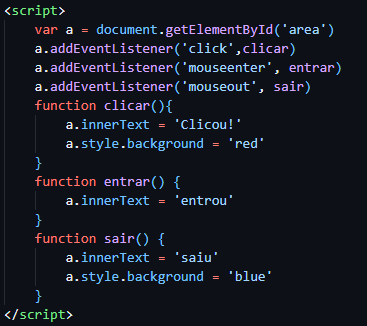 <script>
    var a = document.getElementById('area')
    a.addEventListener('click',clicar)
    a.addEventListener('mouseenter', entrar)
    a.addEventListener('mouseout', sair)
    function clicar(){
        a.innerText = 'Clicou!'
        a.style.background = 'red'
    }
    function entrar() {
        a.innerText = 'entrou'
    }
    function sair() {
        a.innerText = 'saiu'
        a.style.background = 'blue'
    }
</script>